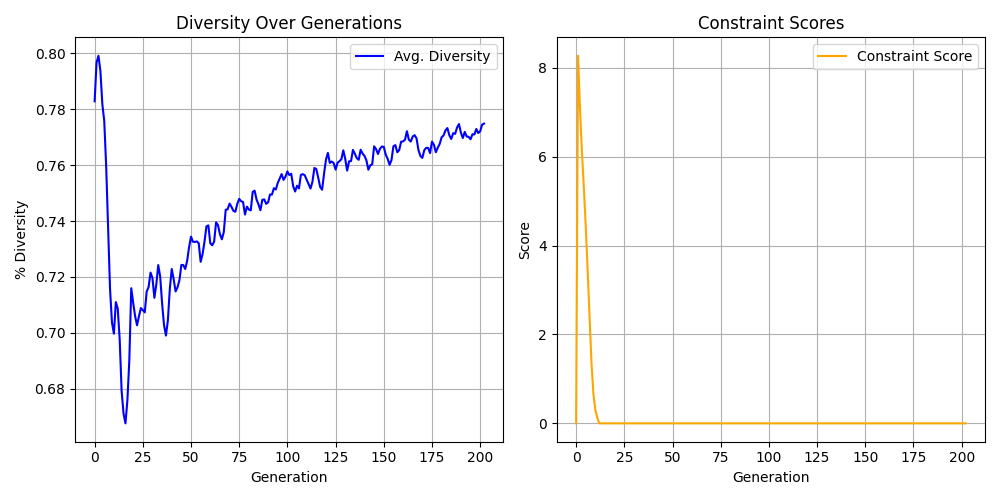 Diversity Over Generations
Avg. Diversity
% Diversity
0.80
0.78
0.76
0.74
0.72
0.70
0.68
0 25 50 75 100 125 150 175 200
Generation
Constraint Scores
Constraint Score
Score
8
6
4
2
0
0 25 50 75 100 125 150 175 200
Generation